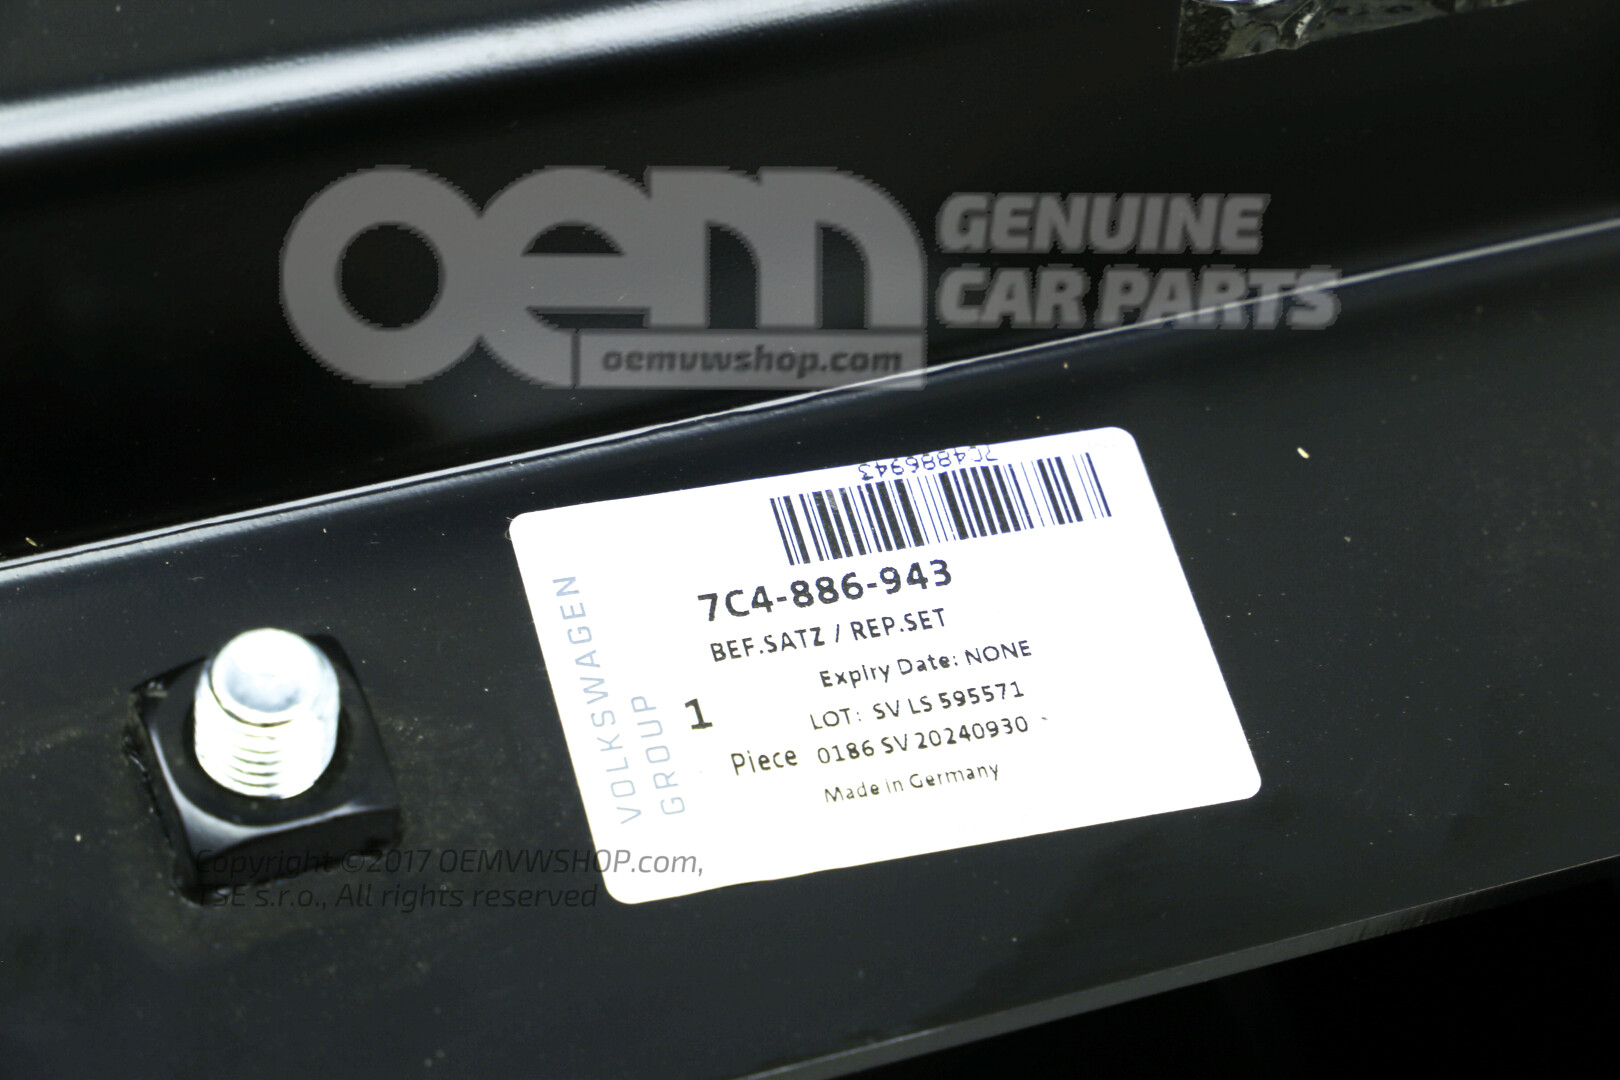 oem GENUINE
CAR PARTS
oemvwshop.com
7C4886943
7C4-886-943
BEF.SATZ / REP.SET
Expiry Date: NONE
1 Piece
LOT: SV LS 595571
0186 SV 20240930
Made in Germany
VOLKSWAGEN
GROUP
Copyright ©2017 OEMVWSHOP.com,
TSE s.r.o., All rights reserved